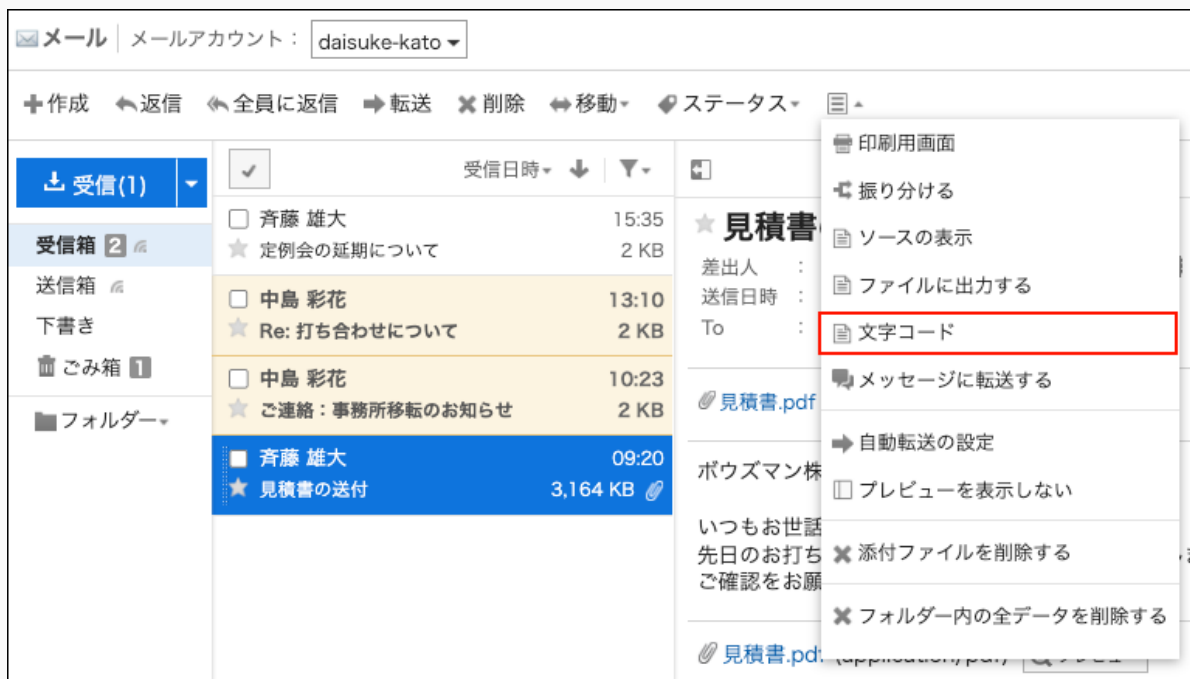 メール メールアカウント： daisuke-kato
作成 返信 全員に返信 転送 削除 移動 ステータス
受信(1)
受信箱 2
送信箱
下書き
ごみ箱 1
フォルダー
受信日時
斉藤 雄大 15:35
定例会の延期について 2 KB
中島 彩花 13:10
Re: 打ち合わせについて 2 KB
中島 彩花 10:23
ご連絡：事務所移転のお知らせ 2 KB
斉藤 雄大 09:20
見積書の送付 3,164 KB
見積書
差出人 :
送信日時 :
To :
見積書.pdf
ボウズマン株
いつもお世話
先日のお打ち
ご確認をお願
見積書.pdf (application/pdf) プレビュー
印刷用画面
振り分ける
ソースの表示
ファイルに出力する
文字コード
メッセージに転送する
自動転送の設定
プレビューを表示しない
添付ファイルを削除する
フォルダー内の全データを削除する